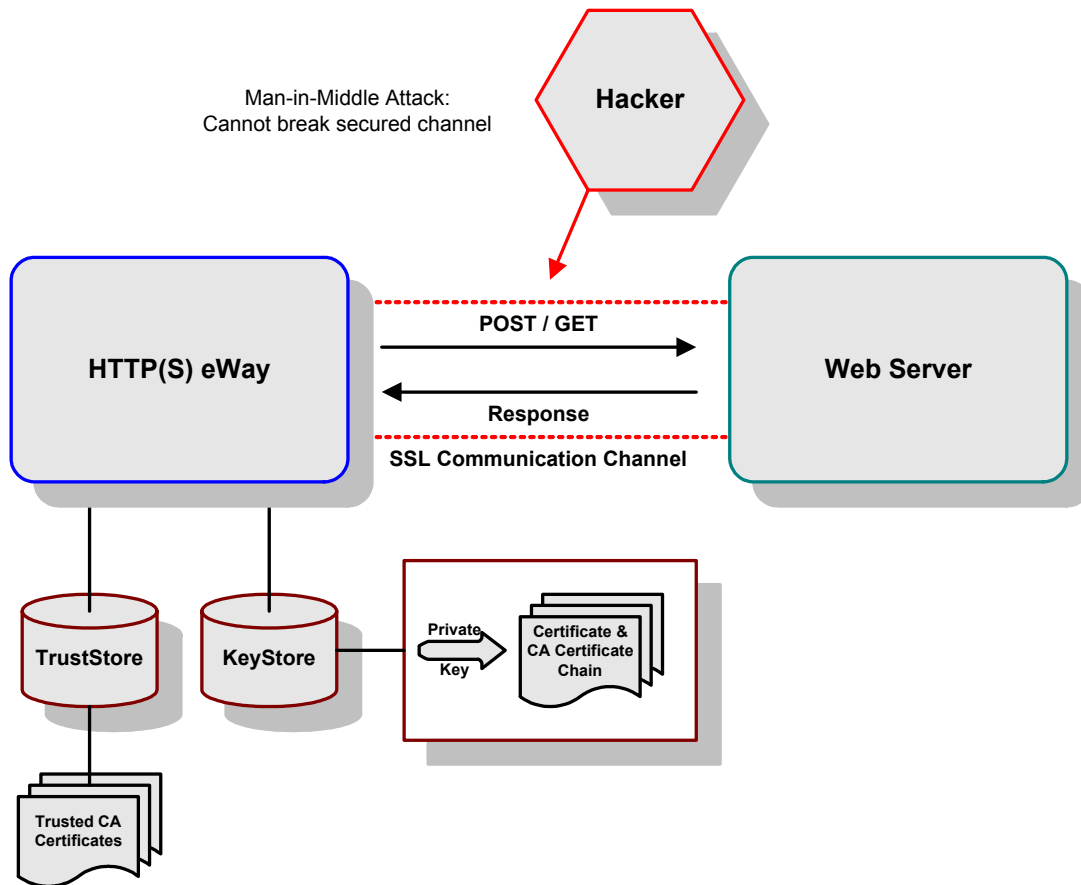 Man-in-Middle Attack:
Cannot break secured channel
Hacker
HTTP(S) eWay
POST / GET
Response
SSL Communication Channel
Web Server
TrustStore
KeyStore
Private
Key
Certificate &
CA Certificate
Chain
Trusted CA
Certificates